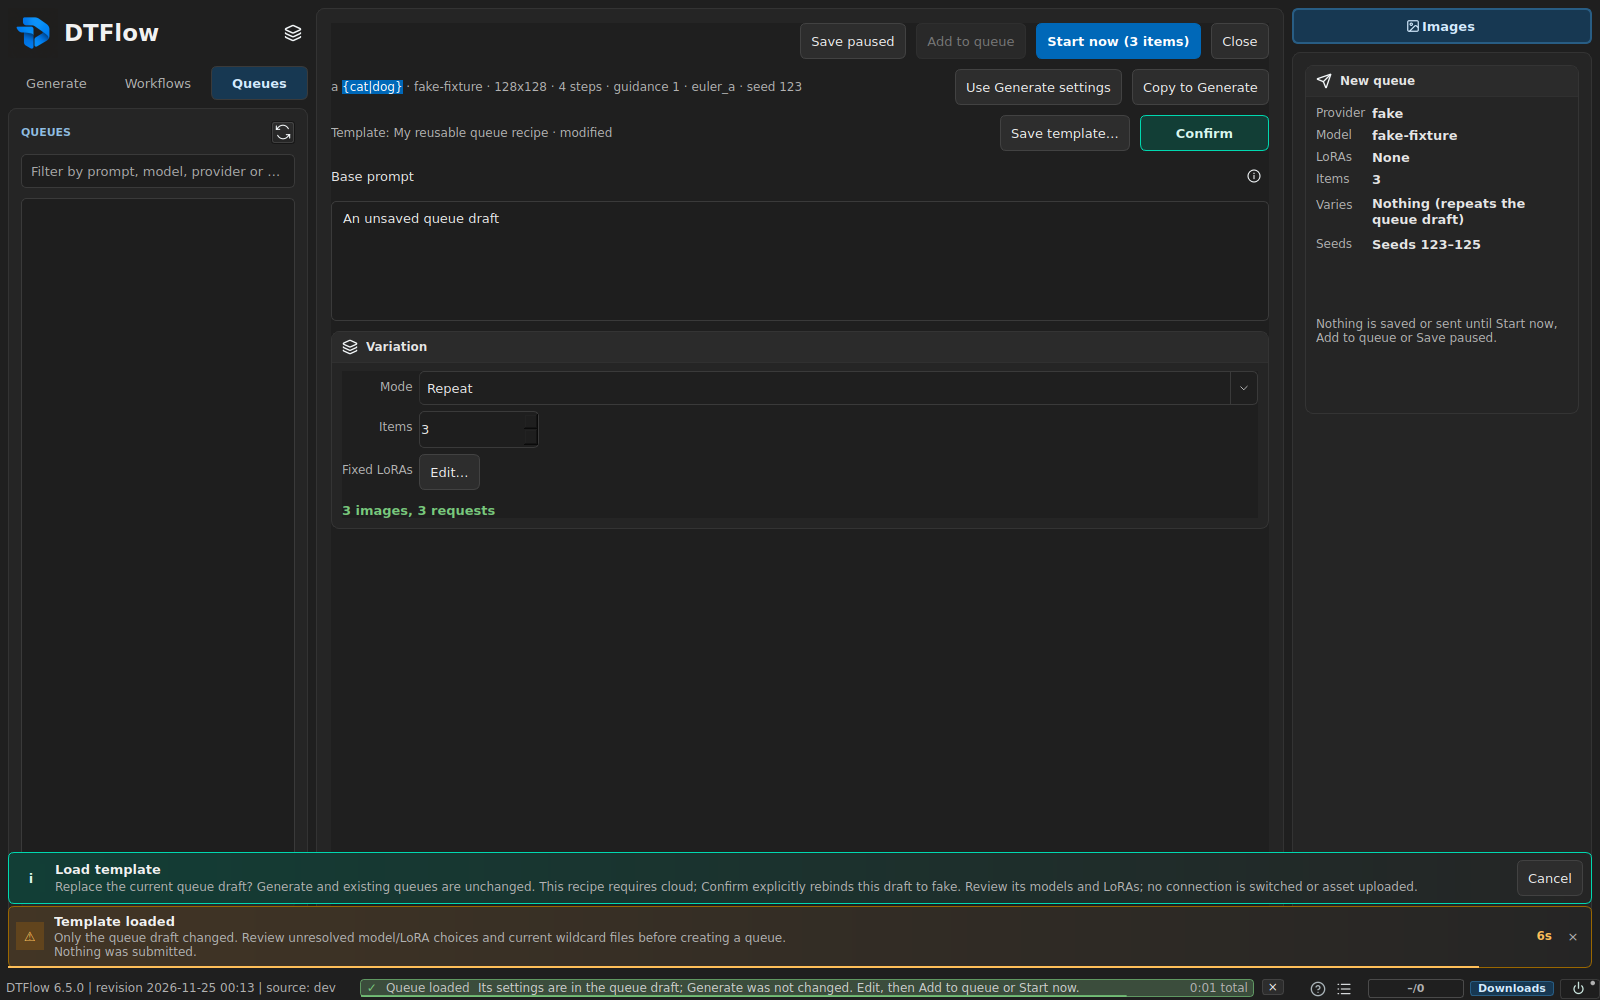 DTFlow
Generate Workflows Queues
QUEUES
Filter by prompt, model, provider or ...
Save paused Add to queue Start now (3 items) Close
a {cat|dog} · fake-fixture · 128x128 · 4 steps · guidance 1 · euler_a · seed 123
Use Generate settings Copy to Generate
Template: My reusable queue recipe · modified
Save template... Confirm
Base prompt
An unsaved queue draft
Variation
Mode Repeat
Items 3
Fixed LoRAs Edit...
3 images, 3 requests
Images
New queue
Provider fake
Model fake-fixture
LoRAs None
Items 3
Varies Nothing (repeats the
queue draft)
Seeds Seeds 123–125
Nothing is saved or sent until Start now,
Add to queue or Save paused.
Load template
Replace the current queue draft? Generate and existing queues are unchanged. This recipe requires cloud; Confirm explicitly rebinds this draft to fake. Review its models and LoRAs; no connection is switched or asset uploaded.
Cancel
Template loaded
Only the queue draft changed. Review unresolved model/LoRA choices and current wildcard files before creating a queue.
Nothing was submitted.
6s ×
DTFlow 6.5.0 | revision 2026-11-25 00:13 | source: dev
✓ Queue loaded Its settings are in the queue draft; Generate was not changed. Edit, then Add to queue or Start now. 0:01 total ×
–/0 Downloads